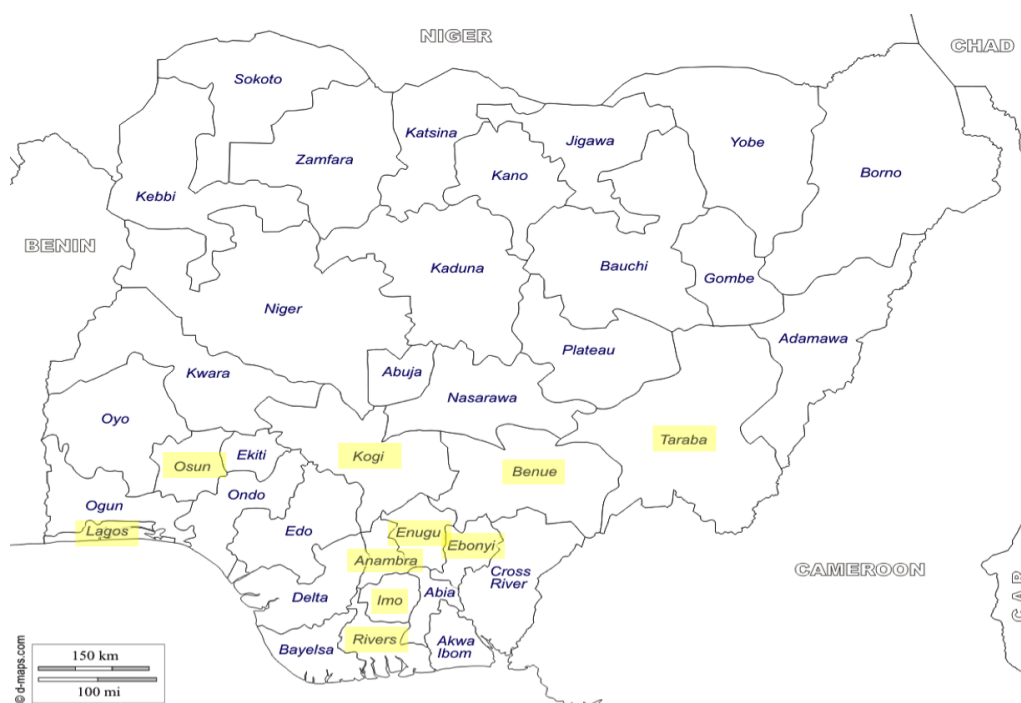 NIGER
CHAD
Sokoto
Katsina
Jigawa
Yobe
Zamfara
Kano
Borno
Kebbi
BENIN
Kaduna
Bauchi
Gombe
Niger
Adamawa
Plateau
Abuja
Kwara
Nasarawa
Oyo
Taraba
Osun
Ekiti
Kogi
Benue
Ondo
Ogun
Lagos
Edo
Enugu
Ebonyi
Anambra
Cross
River
CAMEROON
Delta
Imo
Abia
C A R
Rivers
Akwa
Ibom
Bayelsa
150 km
100 mi
© d-maps.com